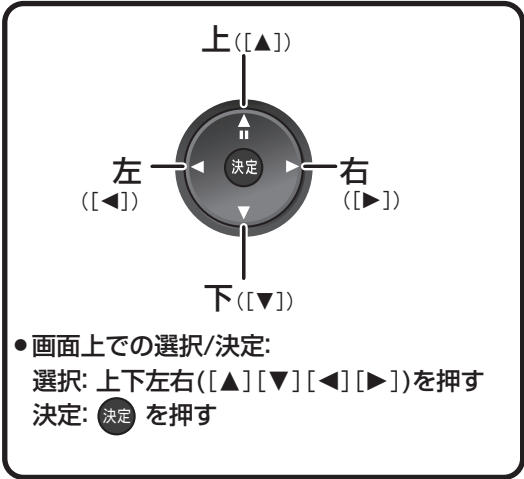 上([▲])
決定
左
([◀])
右
([▶])
下([▼])
●画面上での選択/決定:
選択: 上下左右([▲][▼][◀][▶])を押す
決定: 決定 を押す